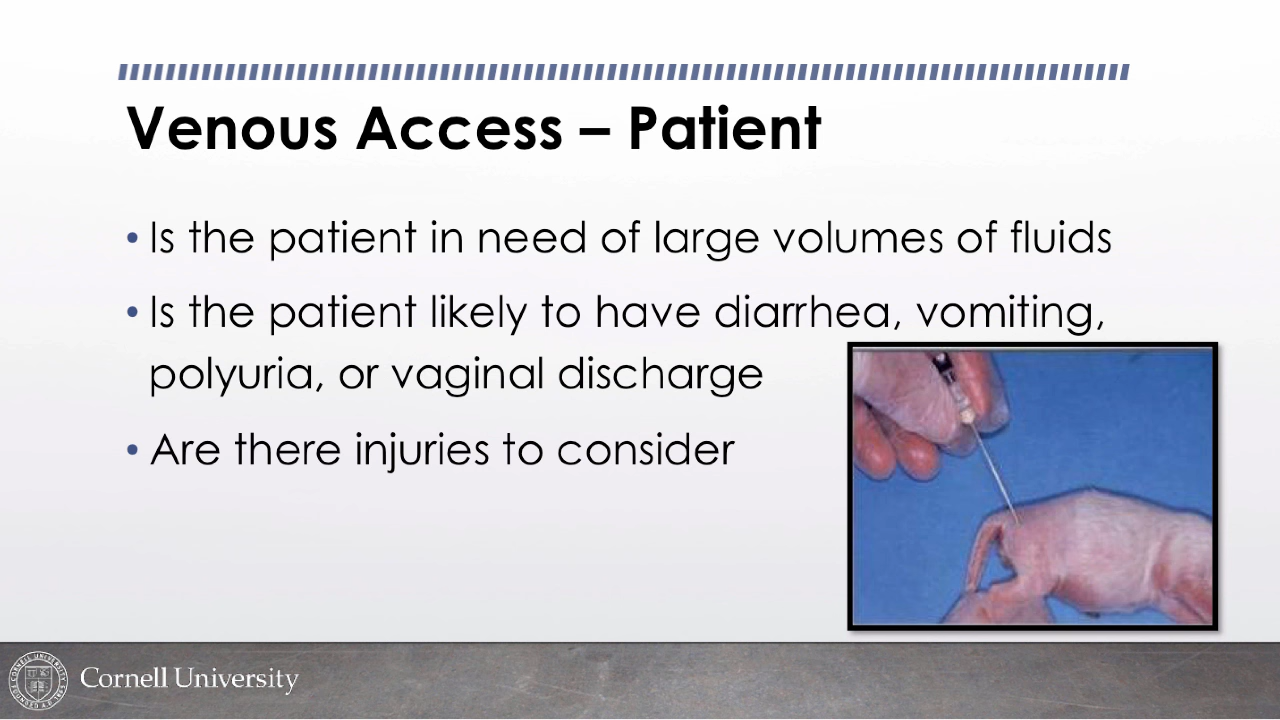 Venous Access – Patient
• Is the patient in need of large volumes of fluids
• Is the patient likely to have diarrhea, vomiting,
polyuria, or vaginal discharge
• Are there injuries to consider
Cornell University